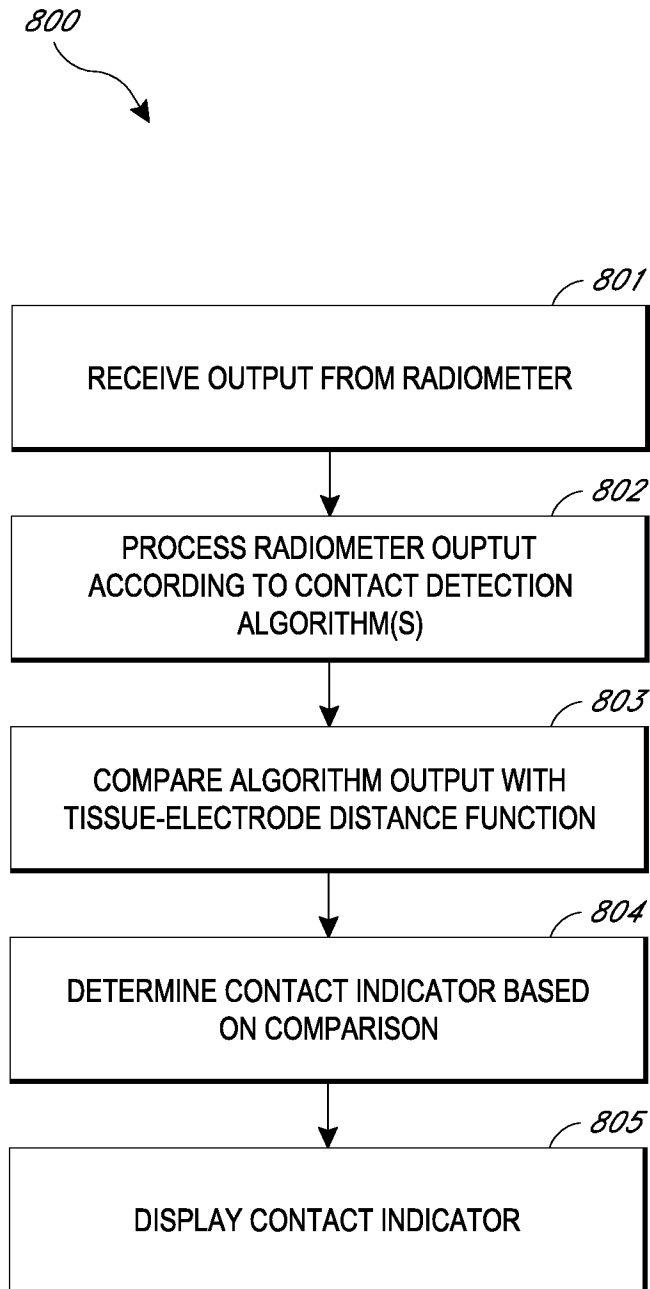 800
801
RECEIVE OUTPUT FROM RADIOMETER
802
PROCESS RADIOMETER OUPTUT
ACCORDING TO CONTACT DETECTION
ALGORITHM(S)
803
COMPARE ALGORITHM OUTPUT WITH
TISSUE-ELECTRODE DISTANCE FUNCTION
804
DETERMINE CONTACT INDICATOR BASED
ON COMPARISON
805
DISPLAY CONTACT INDICATOR